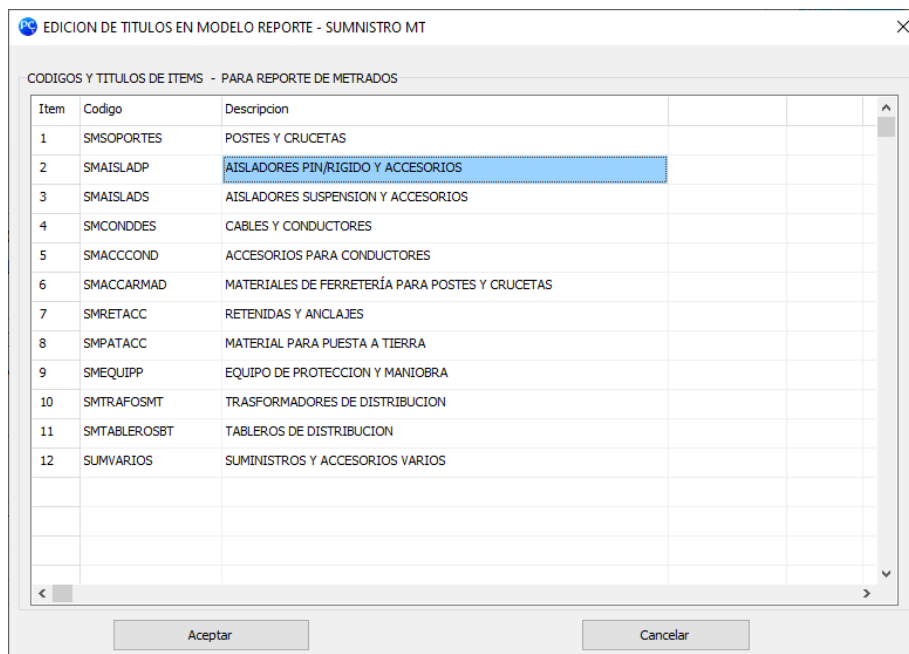 PC EDICION DE TITULOS EN MODELO REPORTE - SUMNISTRO MT
CODIGOS Y TITULOS DE ITEMS - PARA REPORTE DE METRADOS
Item Codigo Descripcion
1 SMSOPORTES POSTES Y CRUCETAS
2 SMAISLADP AISLADORES PIN/RIGIDO Y ACCESORIOS
3 SMAISLADS AISLADORES SUSPENSION Y ACCESORIOS
4 SMCONDDES CABLES Y CONDUCTORES
5 SMACCCOND ACCESORIOS PARA CONDUCTORES
6 SMACCARMAD MATERIALES DE FERRETERÍA PARA POSTES Y CRUCETAS
7 SMRETACC RETENIDAS Y ANCLAJES
8 SMPATACC MATERIAL PARA PUESTA A TIERRA
9 SMEQUIPP EQUIPO DE PROTECCION Y MANIOBRA
10 SMTRAFOSMT TRASFORMADORES DE DISTRIBUCION
11 SMTABLEROSBT TABLEROS DE DISTRIBUCION
12 SUMVARIOS SUMINISTROS Y ACCESORIOS VARIOS
Aceptar Cancelar